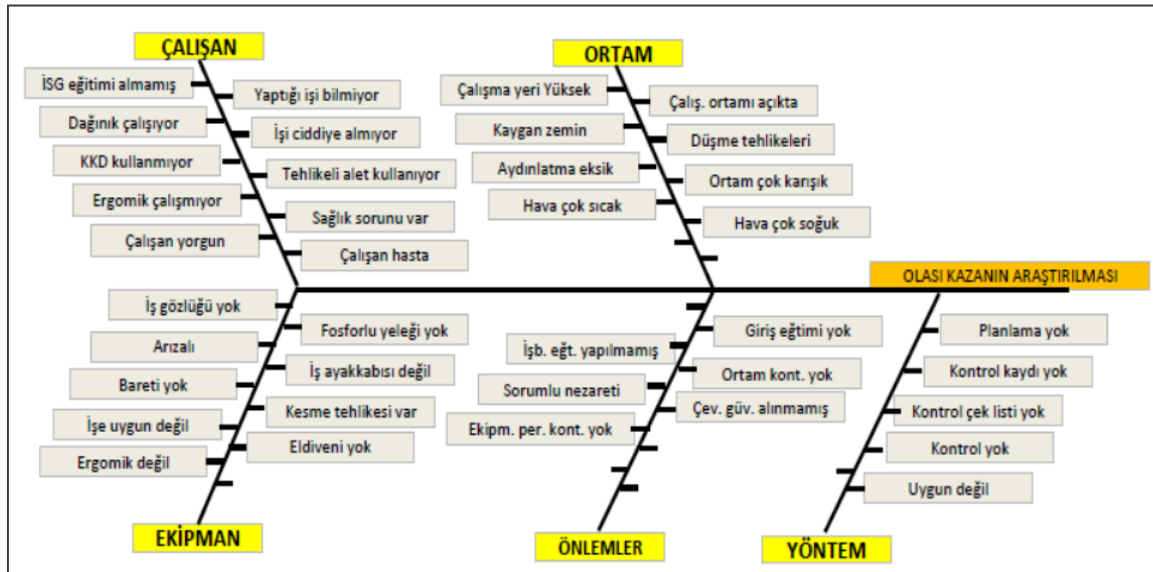 ÇALIŞAN
İSG eğitimi almamış
Yaptığı işi bilmiyor
Dağınık çalışıyor
İşi ciddiye almıyor
KKD kullanmıyor
Tehlikeli alet kullanıyor
Ergomik çalışmıyor
Sağlık sorunu var
Çalışan yorgun
Çalışan hasta
ORTAM
Çalışma yeri Yüksek
Çalış. ortamı açıkta
Kaygan zemin
Düşme tehlikeleri
Aydınlatma eksik
Ortam çok karışık
Hava çok sıcak
Hava çok soğuk
OLASI KAZANIN ARAŞTIRILMASI
İş gözlüğü yok
Fosforlu yeleği yok
Arızalı
İş ayakkabısı değil
Bareti yok
Kesme tehlikesi var
İşe uygun değil
Eldiveni yok
Ergomik değil
EKİPMAN
Giriş eğtimi yok
İşb. eğt. yapılmamış
Ortam kont. yok
Sorumlu nezareti
Çev. güv. alınmamış
Ekipm. per. kont. yok
ÖNLEMLER
Planlama yok
Kontrol kaydı yok
Kontrol çek listi yok
Kontrol yok
Uygun değil
YÖNTEM